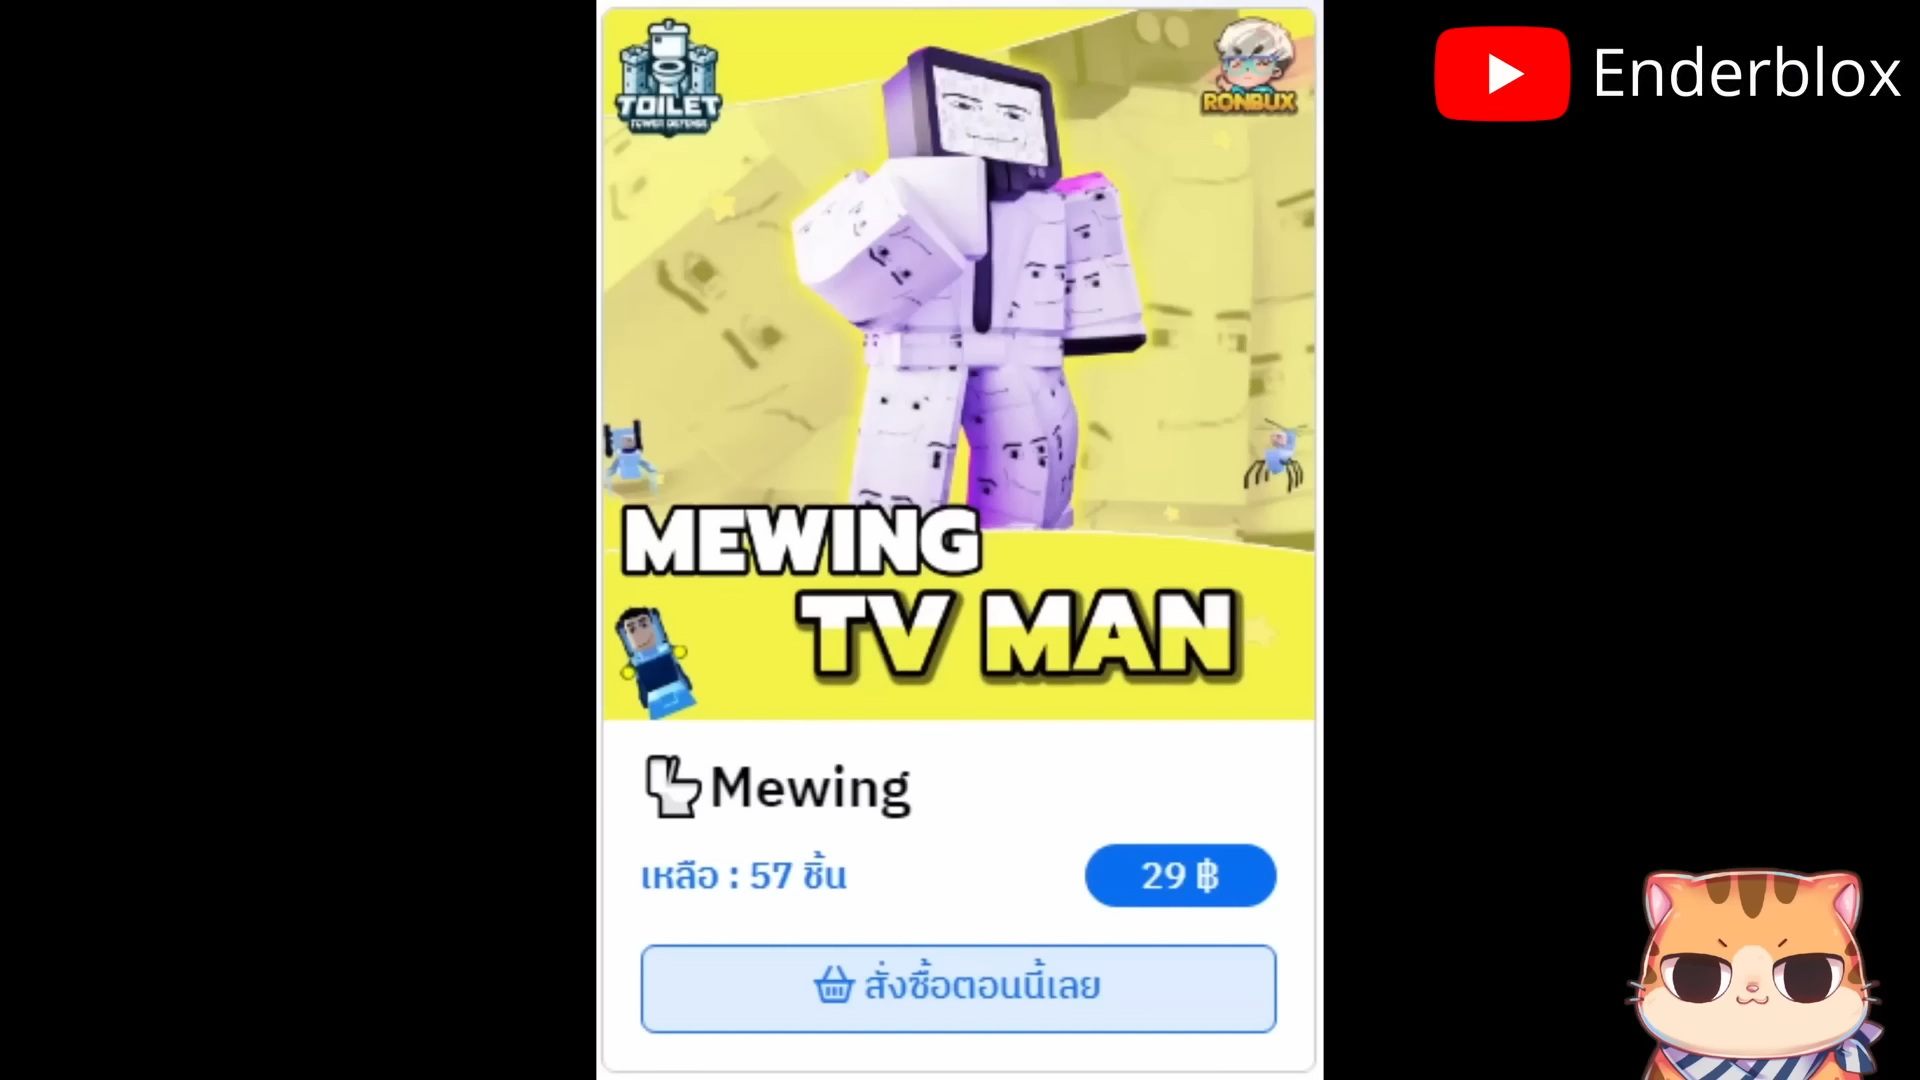 Enderblox
TOILET
TOWER DEFENSE
RONBUX
MEWING
TV MAN
Mewing
เหลือ : 57 ชิ้น
29 ฿
สั่งซื้อตอนนี้เลย